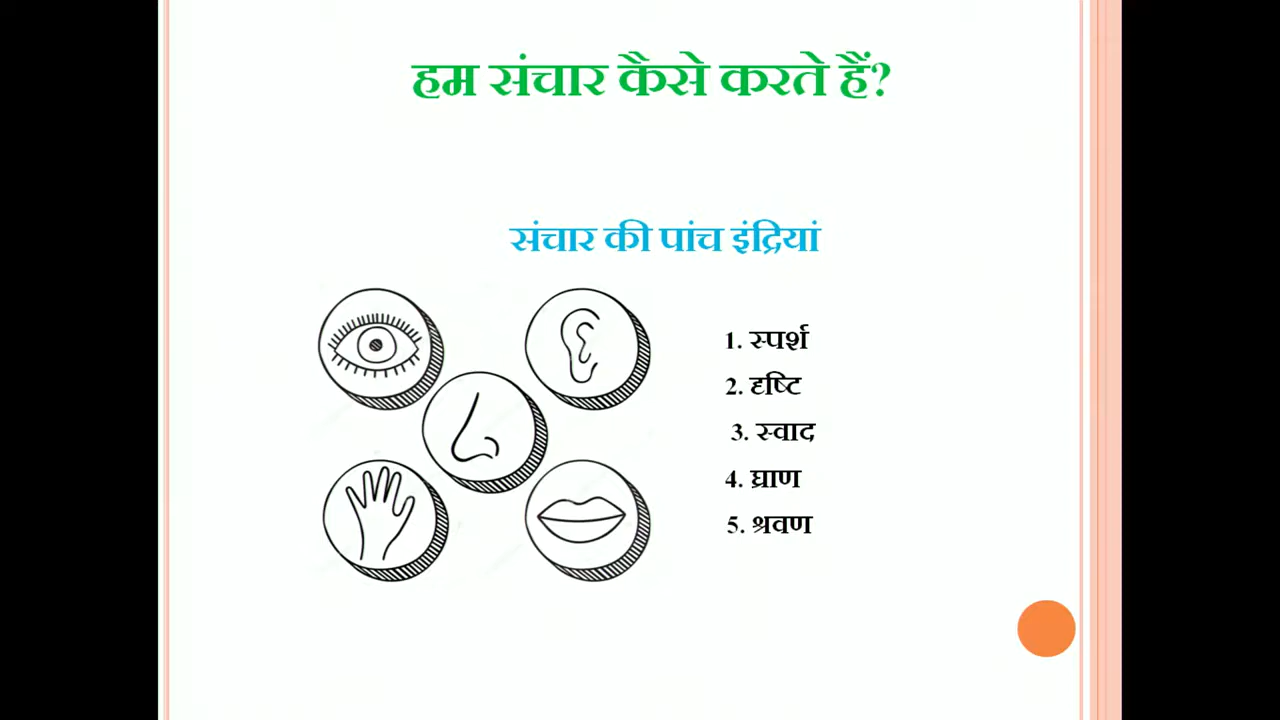 हम संचार कैसे करते हैं?
संचार की पांच इंद्रियां
1. स्पर्श
2. दृष्टि
3. स्वाद
4. घ्राण
5. श्रवण